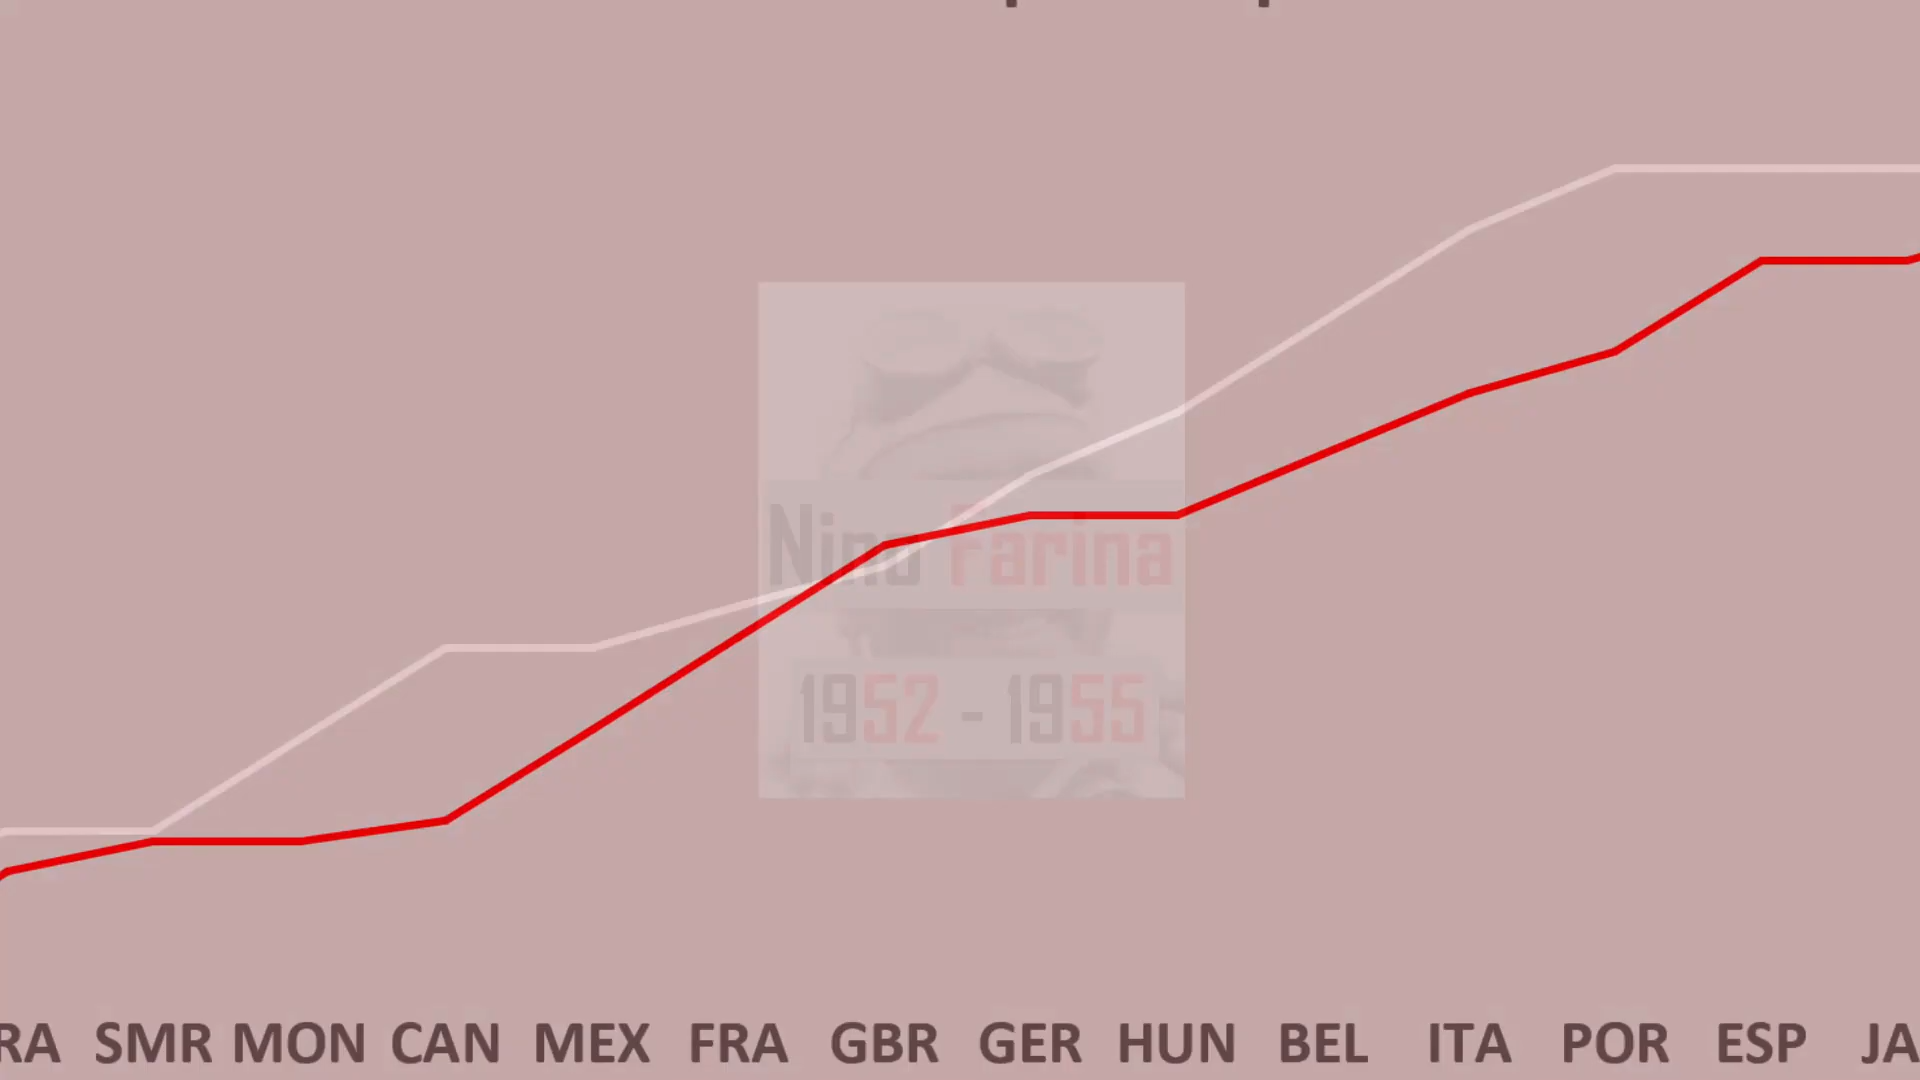 Nino Farina
1952 - 1955
RA SMR MON CAN MEX FRA GBR GER HUN BEL ITA POR ESP JA